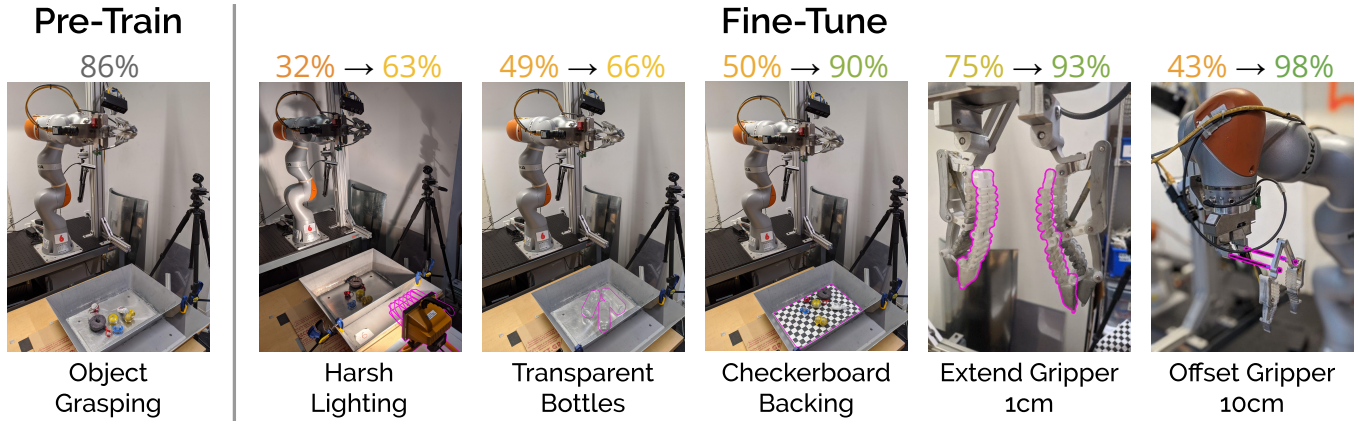 Pre-Train
Fine-Tune
86%
32% → 63%
49% → 66%
50% → 90%
75% → 93%
43% → 98%
Object
Grasping
Harsh
Lighting
Transparent
Bottles
Checkerboard
Backing
Extend Gripper
1cm
Offset Gripper
10cm